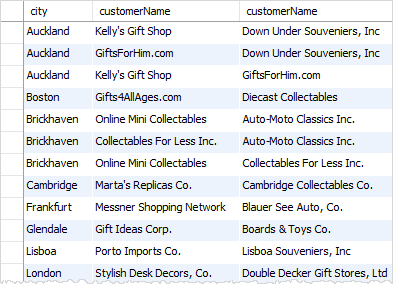 city customerName customerName
Auckland Kelly's Gift Shop Down Under Souveniers, Inc
Auckland GiftsForHim.com Down Under Souveniers, Inc
Auckland Kelly's Gift Shop GiftsForHim.com
Boston Gifts4AllAges.com Diecast Collectables
Brickhaven Online Mini Collectables Auto-Moto Classics Inc.
Brickhaven Collectables For Less Inc. Auto-Moto Classics Inc.
Brickhaven Online Mini Collectables Collectables For Less Inc.
Cambridge Marta's Replicas Co. Cambridge Collectables Co.
Frankfurt Messner Shopping Network Blauer See Auto, Co.
Glendale Gift Ideas Corp. Boards & Toys Co.
Lisboa Porto Imports Co. Lisboa Souveniers, Inc
London Stylish Desk Decors, Co. Double Decker Gift Stores, Ltd